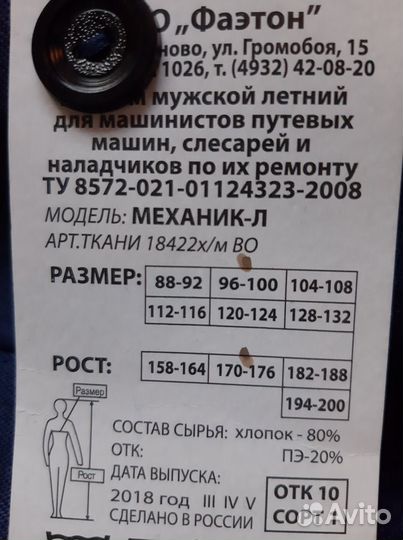 О „Фаэтон"
ново, ул. Громобоя, 15
1026, т. (4932) 42-08-20
мужской летний
для машинистов путевых
машин, слесарей и
наладчиков по их ремонту
ТУ 8572-021-01124323-2008
МОДЕЛЬ: МЕХАНИК-Л
АРТ.ТКАНИ 18422х/м ВО
РАЗМЕР: 88-92 96-100 104-108
112-116 120-124 128-132
РОСТ: 158-164 170-176 182-188
194-200
Размер
Рост
СОСТАВ СЫРЬЯ: хлопок - 80%
ОТК: ПЭ-20%
ДАТА ВЫПУСКА:
2018 год III IV V
СДЕЛАНО В РОССИИ
ОТК 10
СОРТ 1
Avito